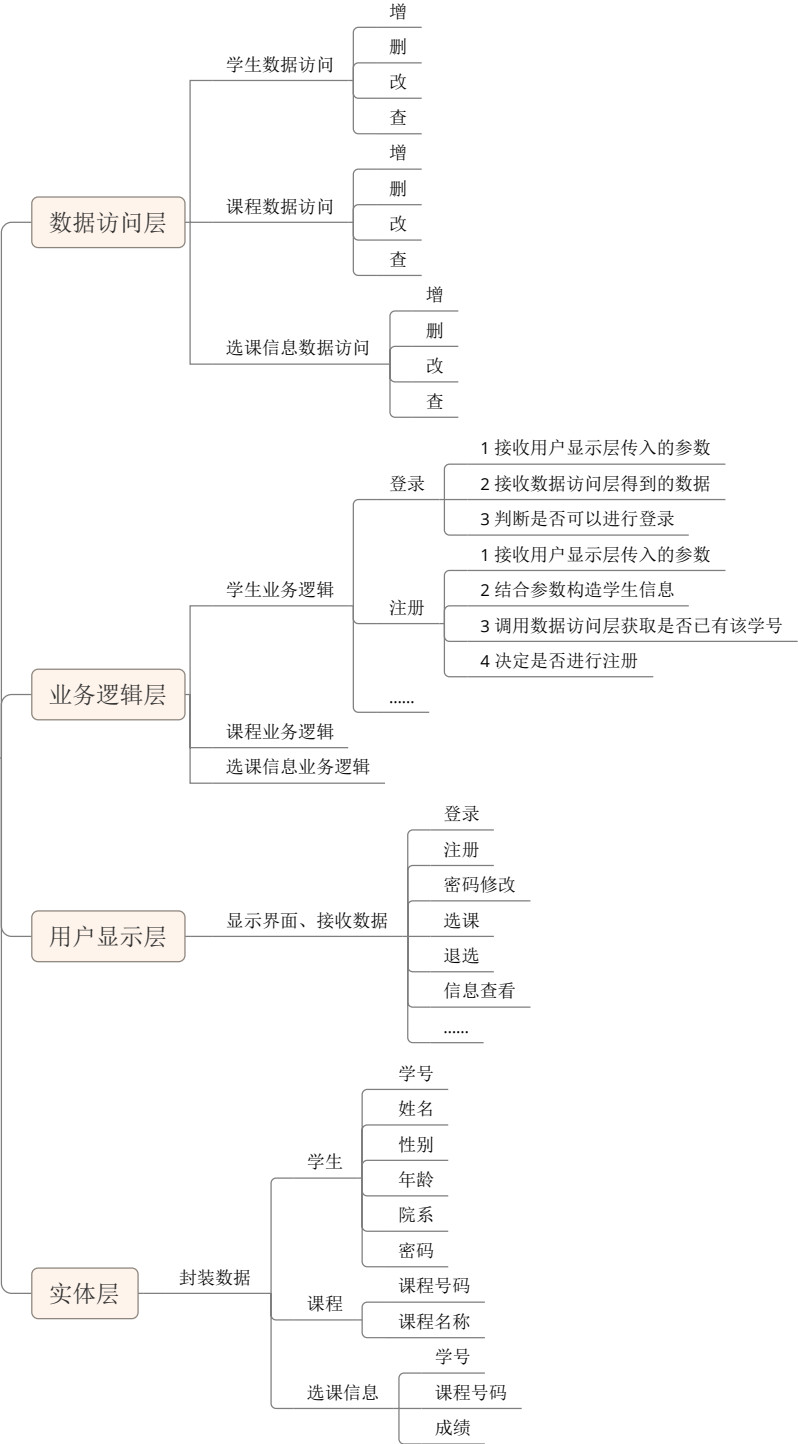 数据访问层
学生数据访问
增
删
改
查
课程数据访问
增
删
改
查
选课信息数据访问
增
删
改
查
业务逻辑层
学生业务逻辑
登录
1 接收用户显示层传入的参数
2 接收数据访问层得到的数据
3 判断是否可以进行登录
注册
1 接收用户显示层传入的参数
2 结合参数构造学生信息
3 调用数据访问层获取是否已有该学号
4 决定是否进行注册
......
课程业务逻辑
选课信息业务逻辑
用户显示层
显示界面、接收数据
登录
注册
密码修改
选课
退选
信息查看
......
实体层
封装数据
学生
学号
姓名
性别
年龄
院系
密码
课程
课程号码
课程名称
选课信息
学号
课程号码
成绩